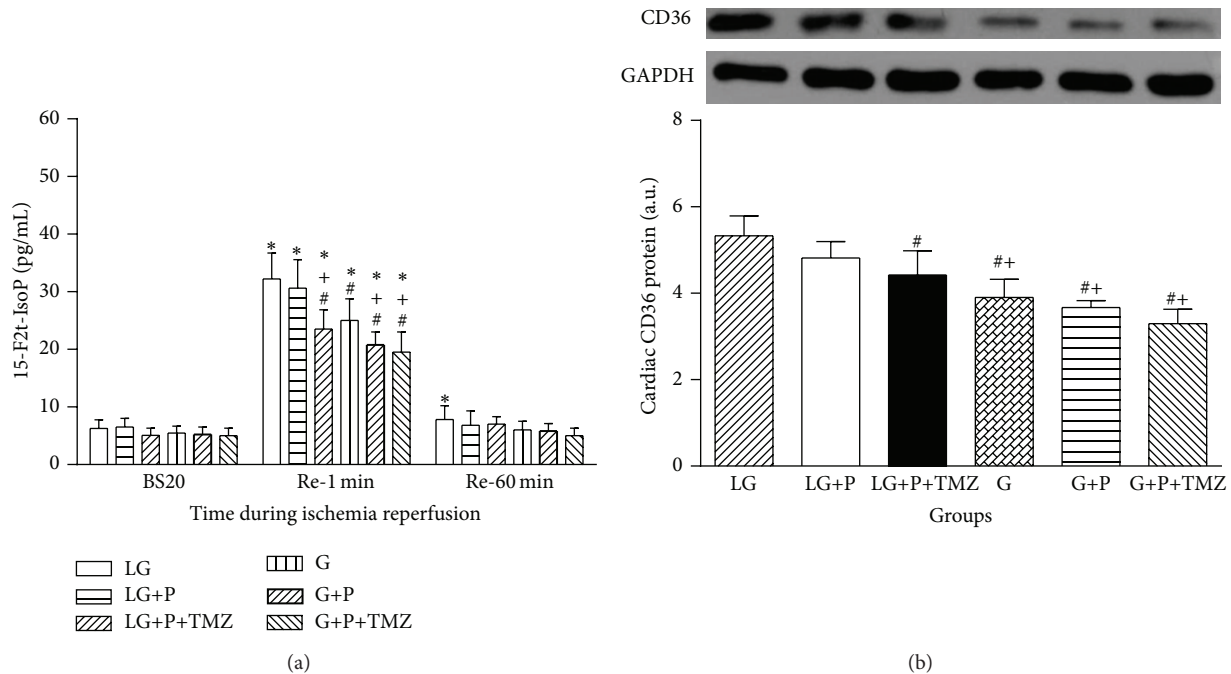 60
50
40
30
20
10
0
15-F2t-IsoP (pg/mL)
* * * * * *
+ # + +
# # #
*
BS20 Re-1 min Re-60 min
Time during ischemia reperfusion
LG G
LG+P G+P
LG+P+TMZ G+P+TMZ
(a)
CD36
GAPDH
8
6
4
2
0
Cardiac CD36 protein (a.u.)
# #+ #+ #+
LG LG+P LG+P+TMZ G G+P G+P+TMZ
Groups
(b)